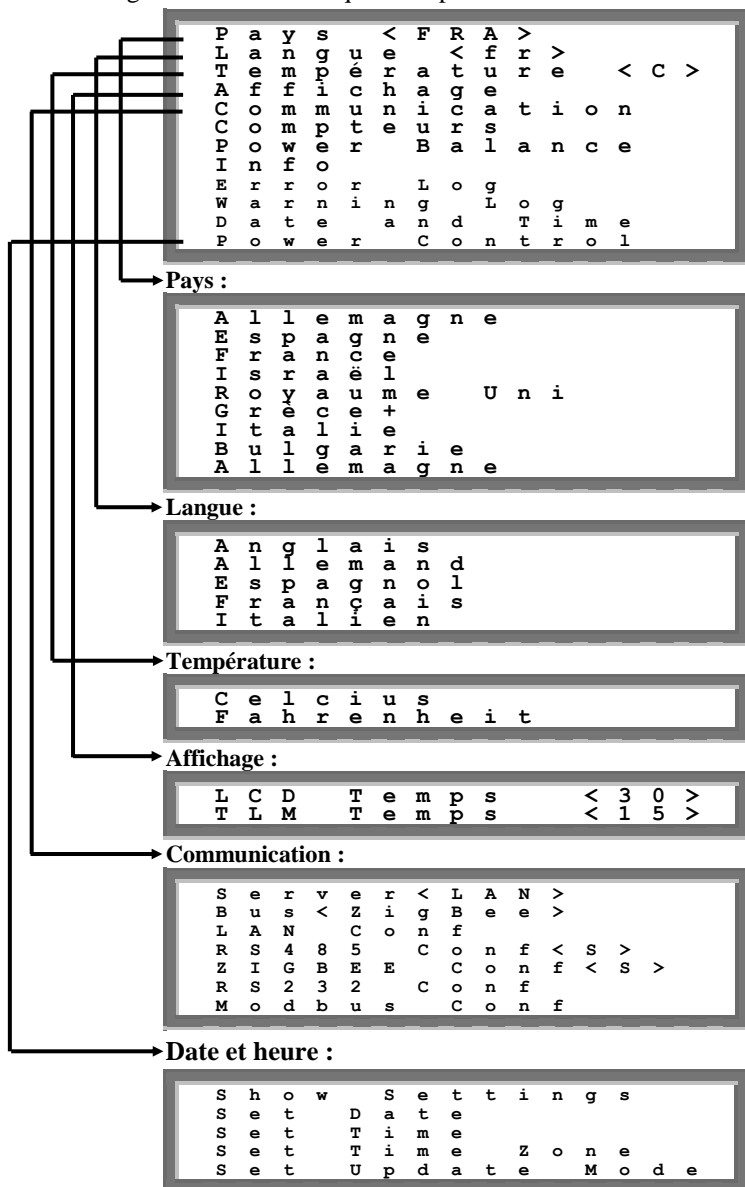 Pays <FRA>
Langue <fr>
Température <C>
Affichage
Communication
Compteurs
Power Balance
Info
Error Log
Warning Log
Date and Time
Power Control
Pays :
Allemagne
Espagne
France
Israël
Royaume Uni
Grèce+
Italie
Bulgarie
Allemagne
Langue :
Anglais
Allemand
Espagnol
Français
Italien
Température :
Celcius
Fahrenheit
Affichage :
LCD Temps <30>
TLM Temps <15>
Communication :
Server<LAN>
Bus<ZigBee>
LAN Conf
RS485 Conf<S>
ZIGBEE Conf<S>
RS232 Conf
Modbus Conf
Date et heure :
Show Settings
Set Date
Set Time
Set Time Zone
Set Update Mode